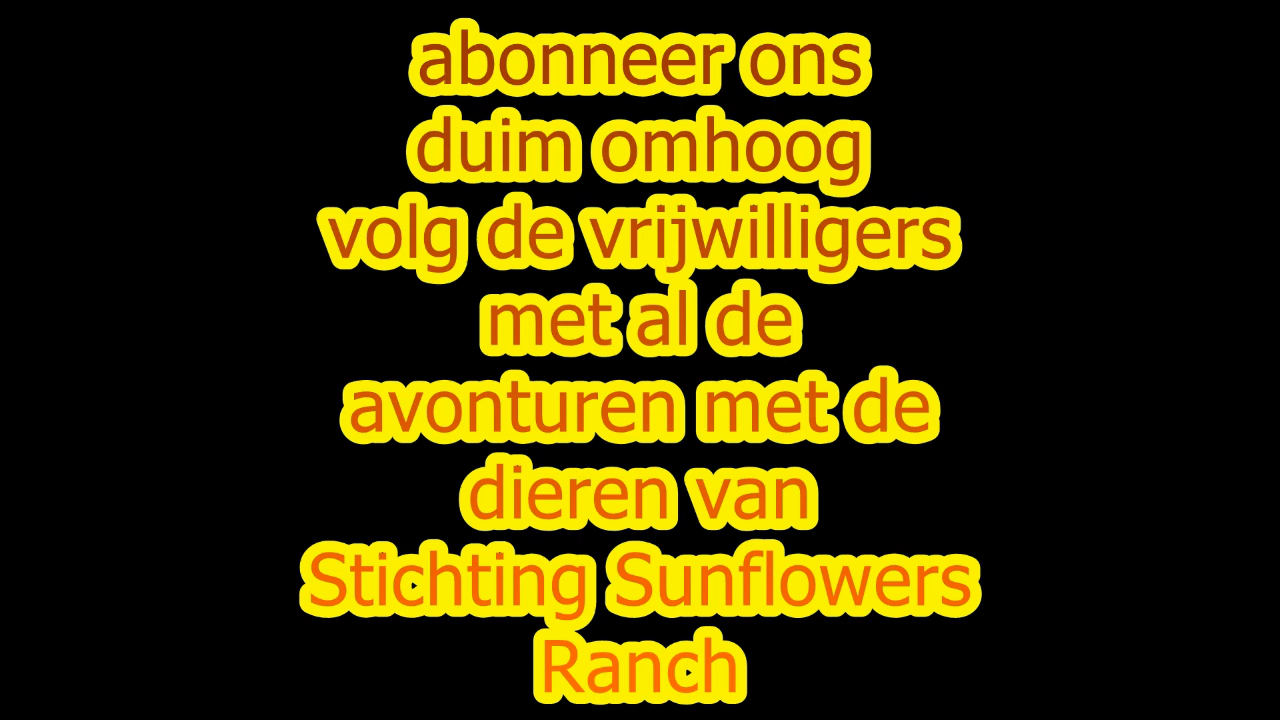 abonneer ons
duim omhoog
volg de vrijwilligers
met al de
avonturen met de
dieren van
Stichting Sunflowers
Ranch